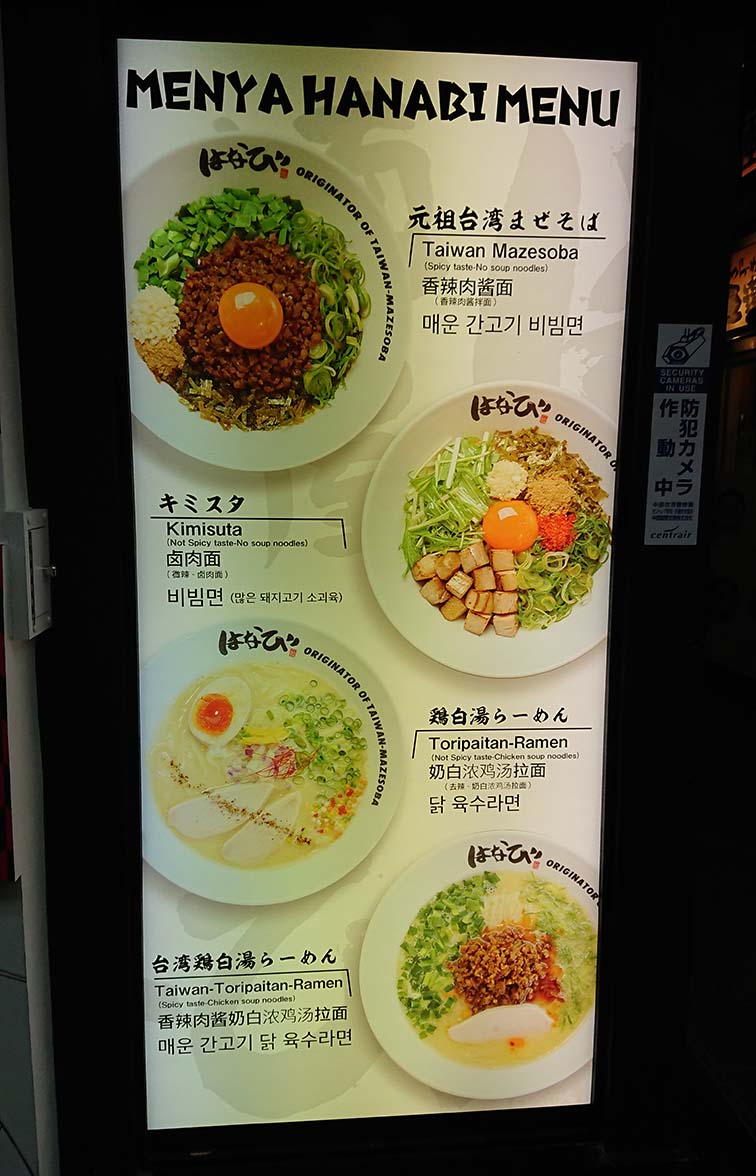 MENYA HANABI MENU
はなび
ORIGINATOR OF TAIWAN-MAZESOBA
元祖台湾まぜそば
Taiwan Mazesoba
(Spicy taste-No soup noodles)
香辣肉酱面
(香辣肉酱拌面)
매운 간고기 비빔면
はなび
ORIGINATOR OF
キミスタ
Kimisuta
(Not Spicy taste-No soup noodles)
卤肉面
(微辣、卤肉面)
비빔면 (많은 돼지고기 소괴육)
はなび
ORIGINATOR OF TAIWAN-MAZESOBA
鶏白湯らーめん
Toripaitan-Ramen
(Not Spicy taste-Chicken soup noodles)
奶白浓鸡汤拉面
(去辣、奶白浓鸡汤拉面)
닭 육수라면
はなび
ORIGINATOR
台湾鶏白湯らーめん
Taiwan-Toripaitan-Ramen
(Spicy taste-Chicken soup noodles)
香辣肉酱奶白浓鸡汤拉面
매운 간고기 닭 육수라면
SECURITY
CAMERAS
IN USE
防犯カメラ
作動中
centrair